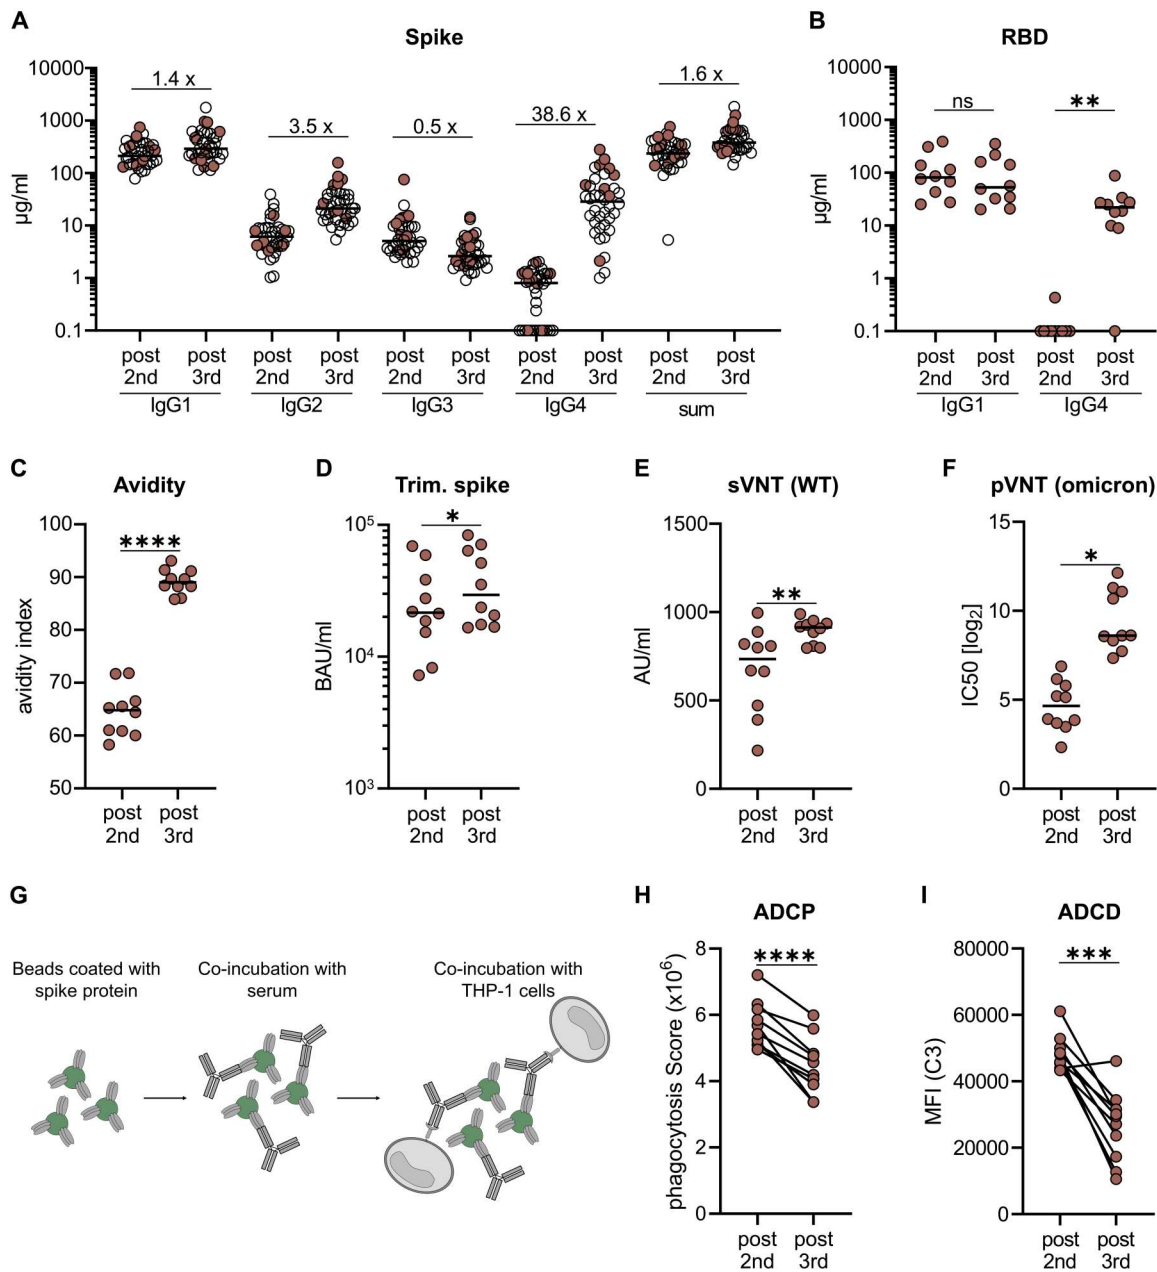 A
Spike
10000
1000
100
10
1
0.1
µg/ml
1.4 x
3.5 x
0.5 x
38.6 x
1.6 x
post 2nd
post 3rd
post 2nd
post 3rd
post 2nd
post 3rd
post 2nd
post 3rd
post 2nd
post 3rd
IgG1
IgG2
IgG3
IgG4
sum
B
RBD
10000
1000
100
10
1
0.1
µg/ml
ns
**
post 2nd
post 3rd
post 2nd
post 3rd
IgG1
IgG4
C
Avidity
100
90
80
70
60
50
avidity index
****
post 2nd
post 3rd
D
Trim. spike
10⁵
10⁴
10³
BAU/ml
*
post 2nd
post 3rd
E
sVNT (WT)
1500
1000
500
0
AU/ml
**
post 2nd
post 3rd
F
pVNT (omicron)
15
10
5
0
IC50 [log₂]
*
post 2nd
post 3rd
G
Beads coated with
spike protein
Co-incubation with
serum
Co-incubation with
THP-1 cells
H
ADCP
8
6
4
2
0
phagocytosis Score (x10⁶)
****
post 2nd
post 3rd
I
ADCD
80000
60000
40000
20000
0
MFI (C3)
***
post 2nd
post 3rd